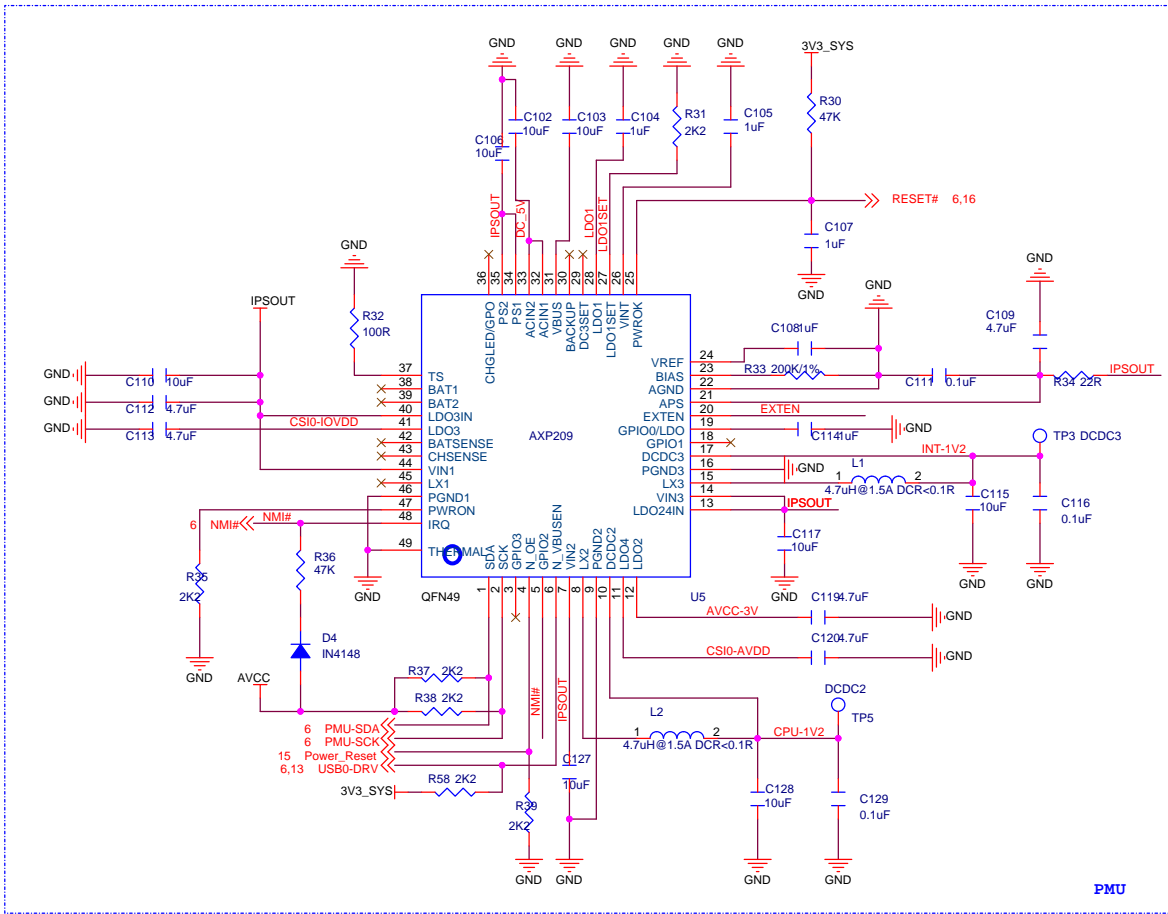 GND GND GND GND GND 3V3_SYS
C106 10uF
C102 10uF
C103 10uF
C104 1uF
R31 2K2
C105 1uF
R30 47K
IPSOUT
DC_5V
LDO1
LDO1SET
RESET# 6,16
C107 1uF
GND
GND
R32 100R
IPSOUT
36 35 34 33 32 31 30 29 28 27 26 25
CHGLED/GPO
PS2
PS1
ACIN2
ACIN1
VBUS
BACKUP
DC3SET
LDO1
LDO1SET
VINT
PWROK
GND C110 10uF
GND C112 4.7uF
GND C113 4.7uF
CSI0-IOVDD
37 TS
38 BAT1
39 BAT2
40 LDO3IN
41 LDO3
42 BATSENSE
43 CHSENSE
44 VIN1
45 LX1
46 PGND1
47 PWRON
48 IRQ
49 THERMAL
AXP209
QFN49
U5
VREF 24
BIAS 23
AGND 22
APS 21
EXTEN 20
GPIO0/LDO 19
GPIO1 18
DCDC3 17
PGND3 16
LX3 15
VIN3 14
LDO24IN 13
GND
C108 1uF
R33 200K/1%
C111 0.1uF
GND
C109 4.7uF
R34 22R
IPSOUT
EXTEN
C114 1uF
GND
INT-1V2
TP3 DCDC3
GND
L1
1 2
4.7uH@1.5A DCR<0.1R
IPSOUT
C115 10uF
C116 0.1uF
C117 10uF
GND GND GND
6 NMI# NMI#
R35 2K2
GND
R36 47K
GND
D4 IN4148
AVCC
SDA
SCK
GPIO3
N_OE
GPIO2
N_VBUSEN
VIN2
LX2
PGND2
DCDC2
LDO4
LDO2
1 2 3 4 5 6 7 8 9 10 11 12
AVCC-3V C119 4.7uF GND
CSI0-AVDD C120 4.7uF GND
R37 2K2
R38 2K2
NMI#
IPSOUT
6 PMU-SDA
6 PMU-SCK
15 Power_Reset
6,13 USB0-DRV
3V3_SYS
R58 2K2
R39 2K2
C127 10uF
L2
1 2
4.7uH@1.5A DCR<0.1R
CPU-1V2
DCDC2
TP5
C128 10uF
C129 0.1uF
GND GND GND GND
PMU